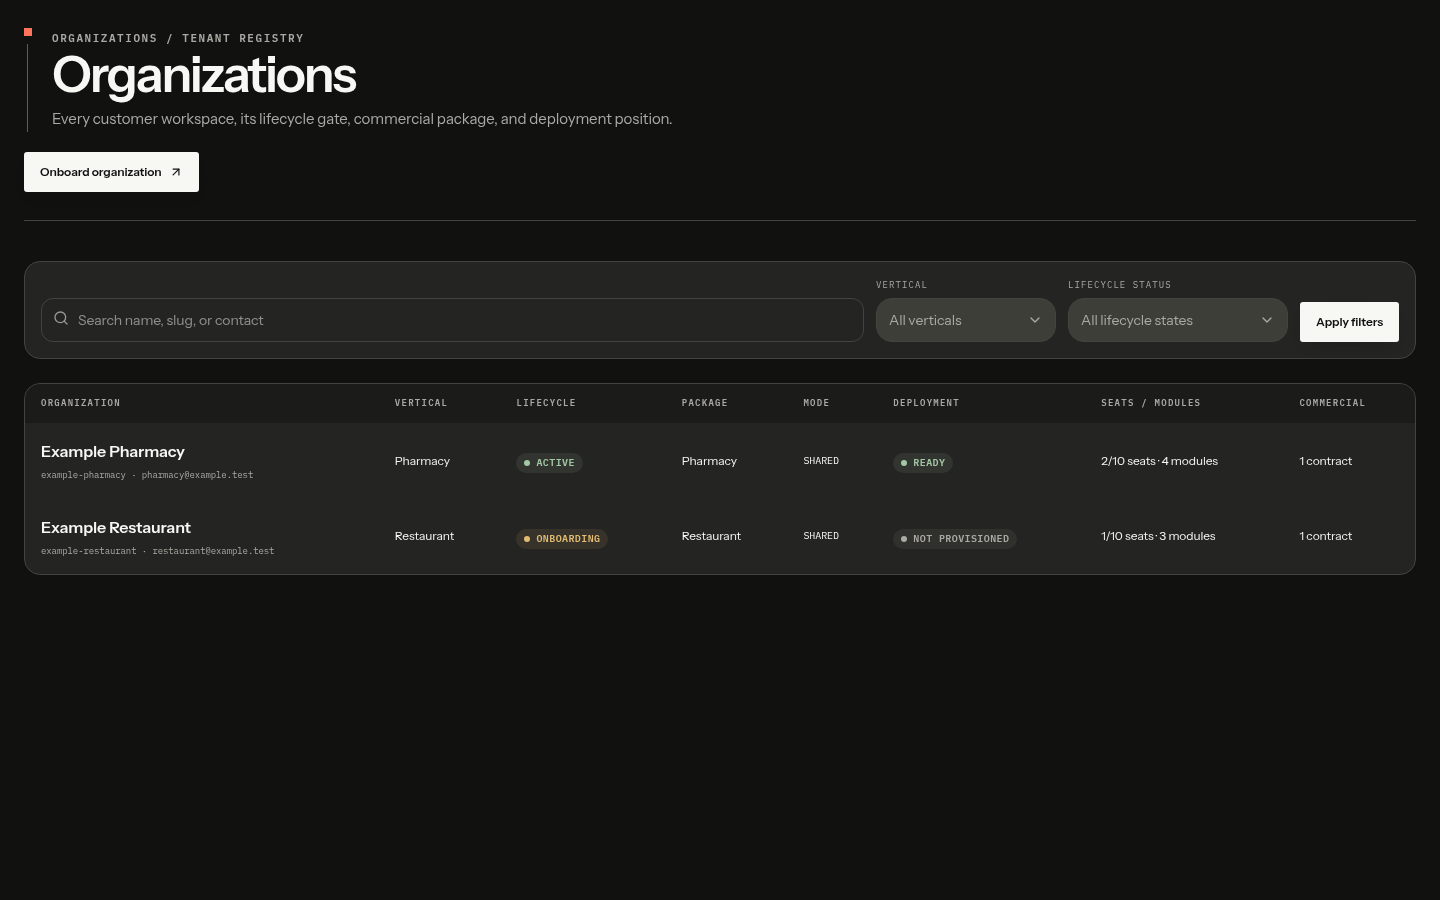 ORGANIZATIONS / TENANT REGISTRY
Organizations
Every customer workspace, its lifecycle gate, commercial package, and deployment position.
Onboard organization
VERTICAL LIFECYCLE STATUS
Search name, slug, or contact All verticals All lifecycle states Apply filters
ORGANIZATION VERTICAL LIFECYCLE PACKAGE MODE DEPLOYMENT SEATS / MODULES COMMERCIAL
Example Pharmacy
example-pharmacy · pharmacy@example.test
Pharmacy ACTIVE Pharmacy SHARED READY 2/10 seats · 4 modules 1 contract
Example Restaurant
example-restaurant · restaurant@example.test
Restaurant ONBOARDING Restaurant SHARED NOT PROVISIONED 1/10 seats · 3 modules 1 contract